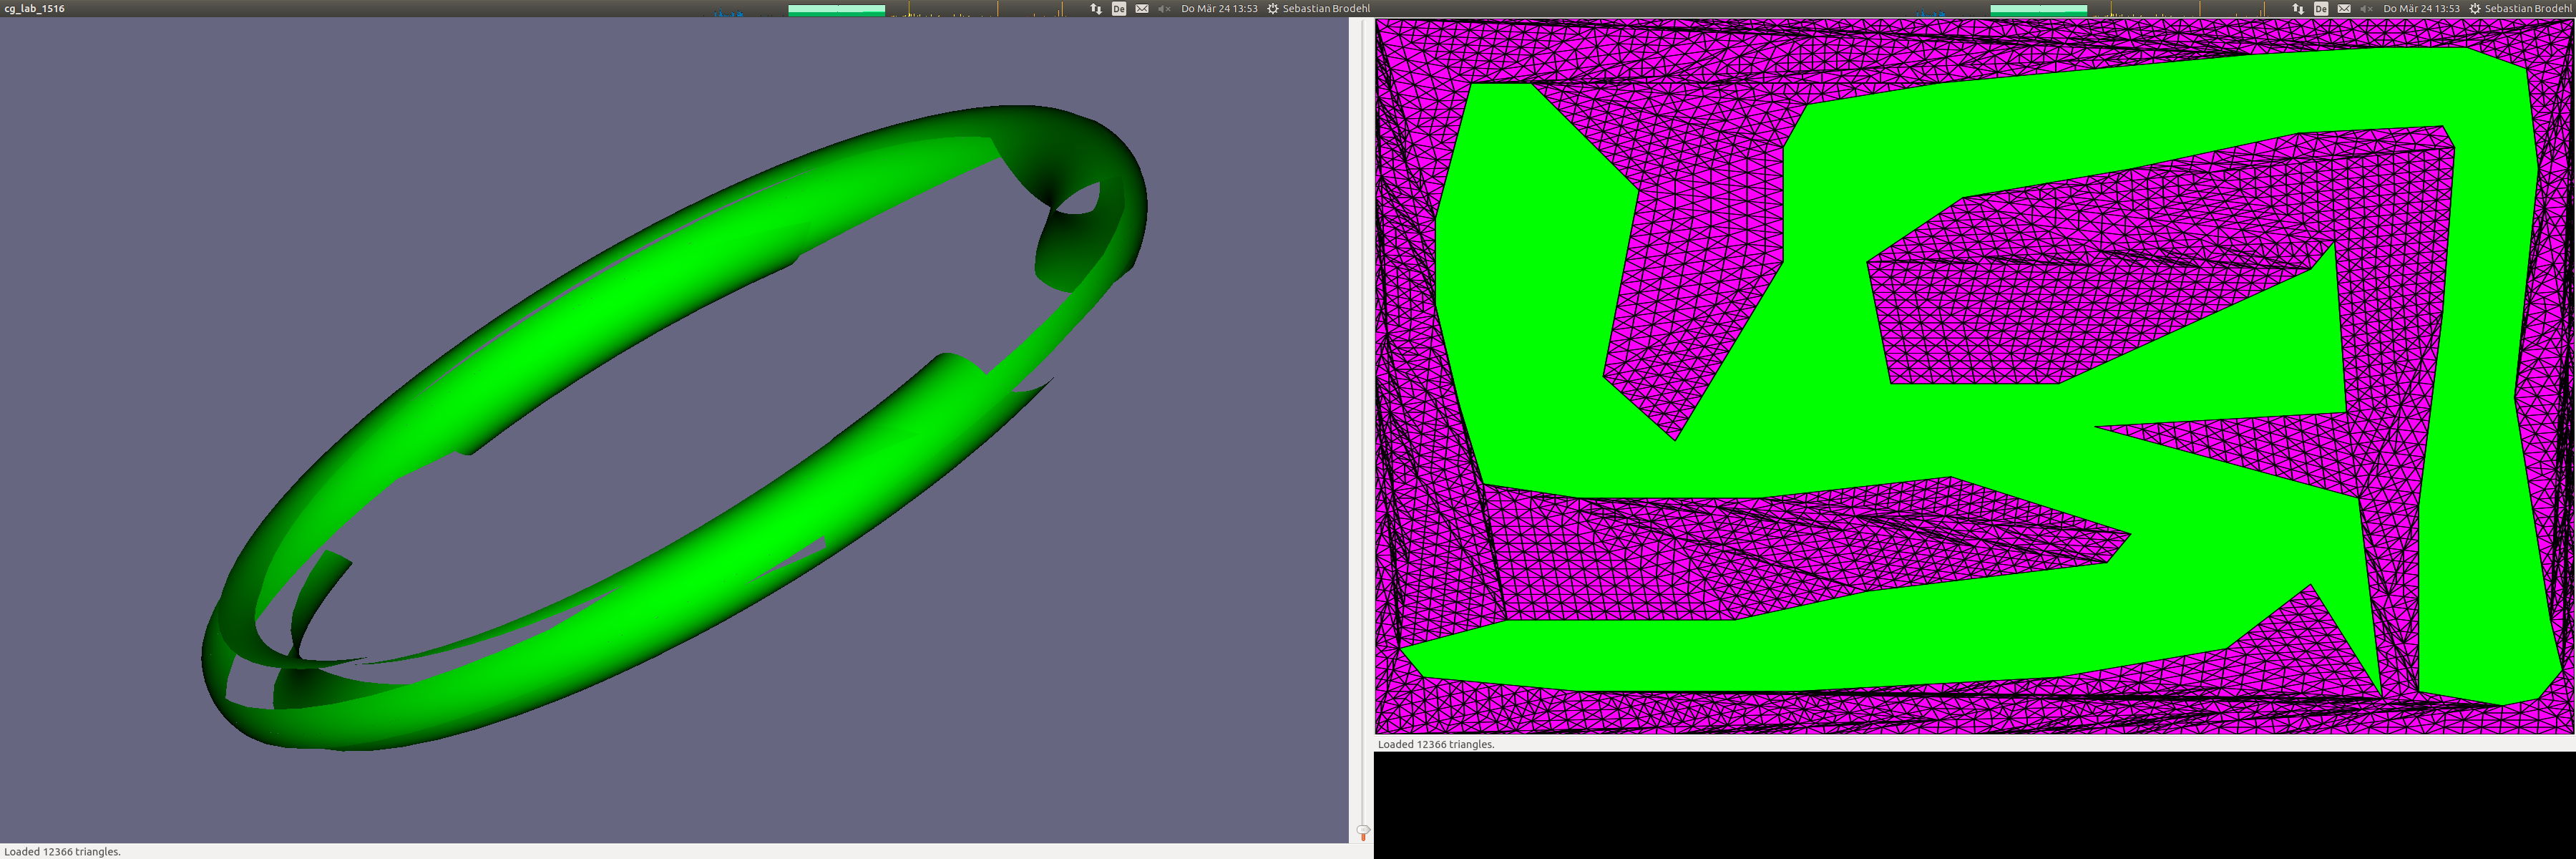 cg_lab_1516
De
Do Mär 24 13:53
Sebastian Brodehl
De
Do Mär 24 13:53
Sebastian Brodehl
Loaded 12366 triangles.
Loaded 12366 triangles.